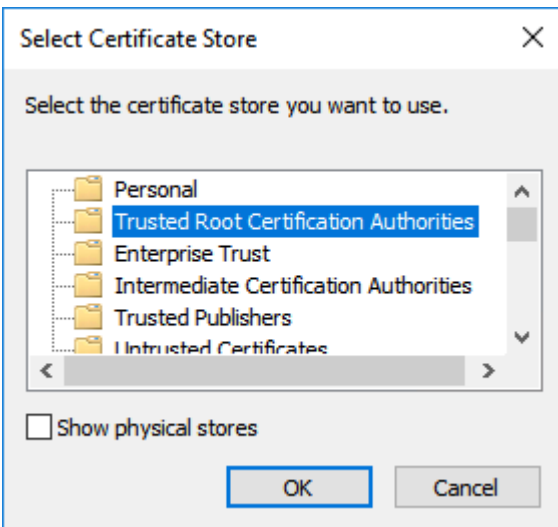 Select Certificate Store
Select the certificate store you want to use.
Personal
Trusted Root Certification Authorities
Enterprise Trust
Intermediate Certification Authorities
Trusted Publishers
Untrusted Certificates
Show physical stores
OK Cancel